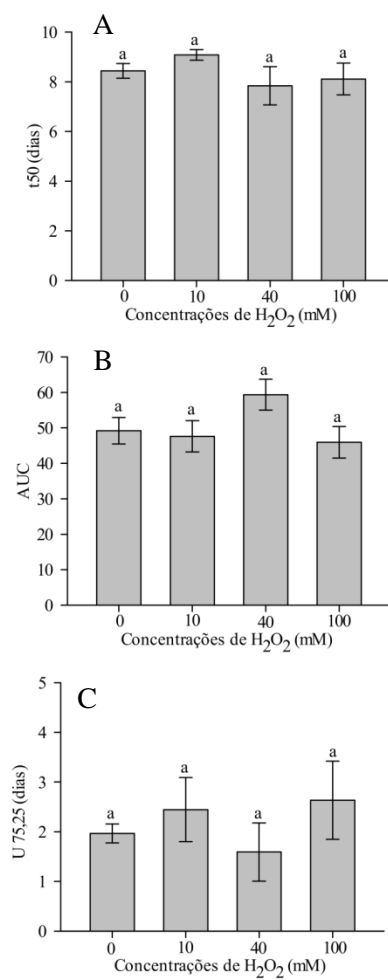 A
t50 (dias)
10
8
6
4
2
0
a a a a
0 10 40 100
Concentrações de H₂O₂ (mM)
B
AUC
70
60
50
40
30
20
10
0
a a a a
0 10 40 100
Concentrações de H₂O₂ (mM)
C
U 75,25 (dias)
5
4
3
2
1
0
a a a a
0 10 40 100
Concentrações de H₂O₂ (mM)